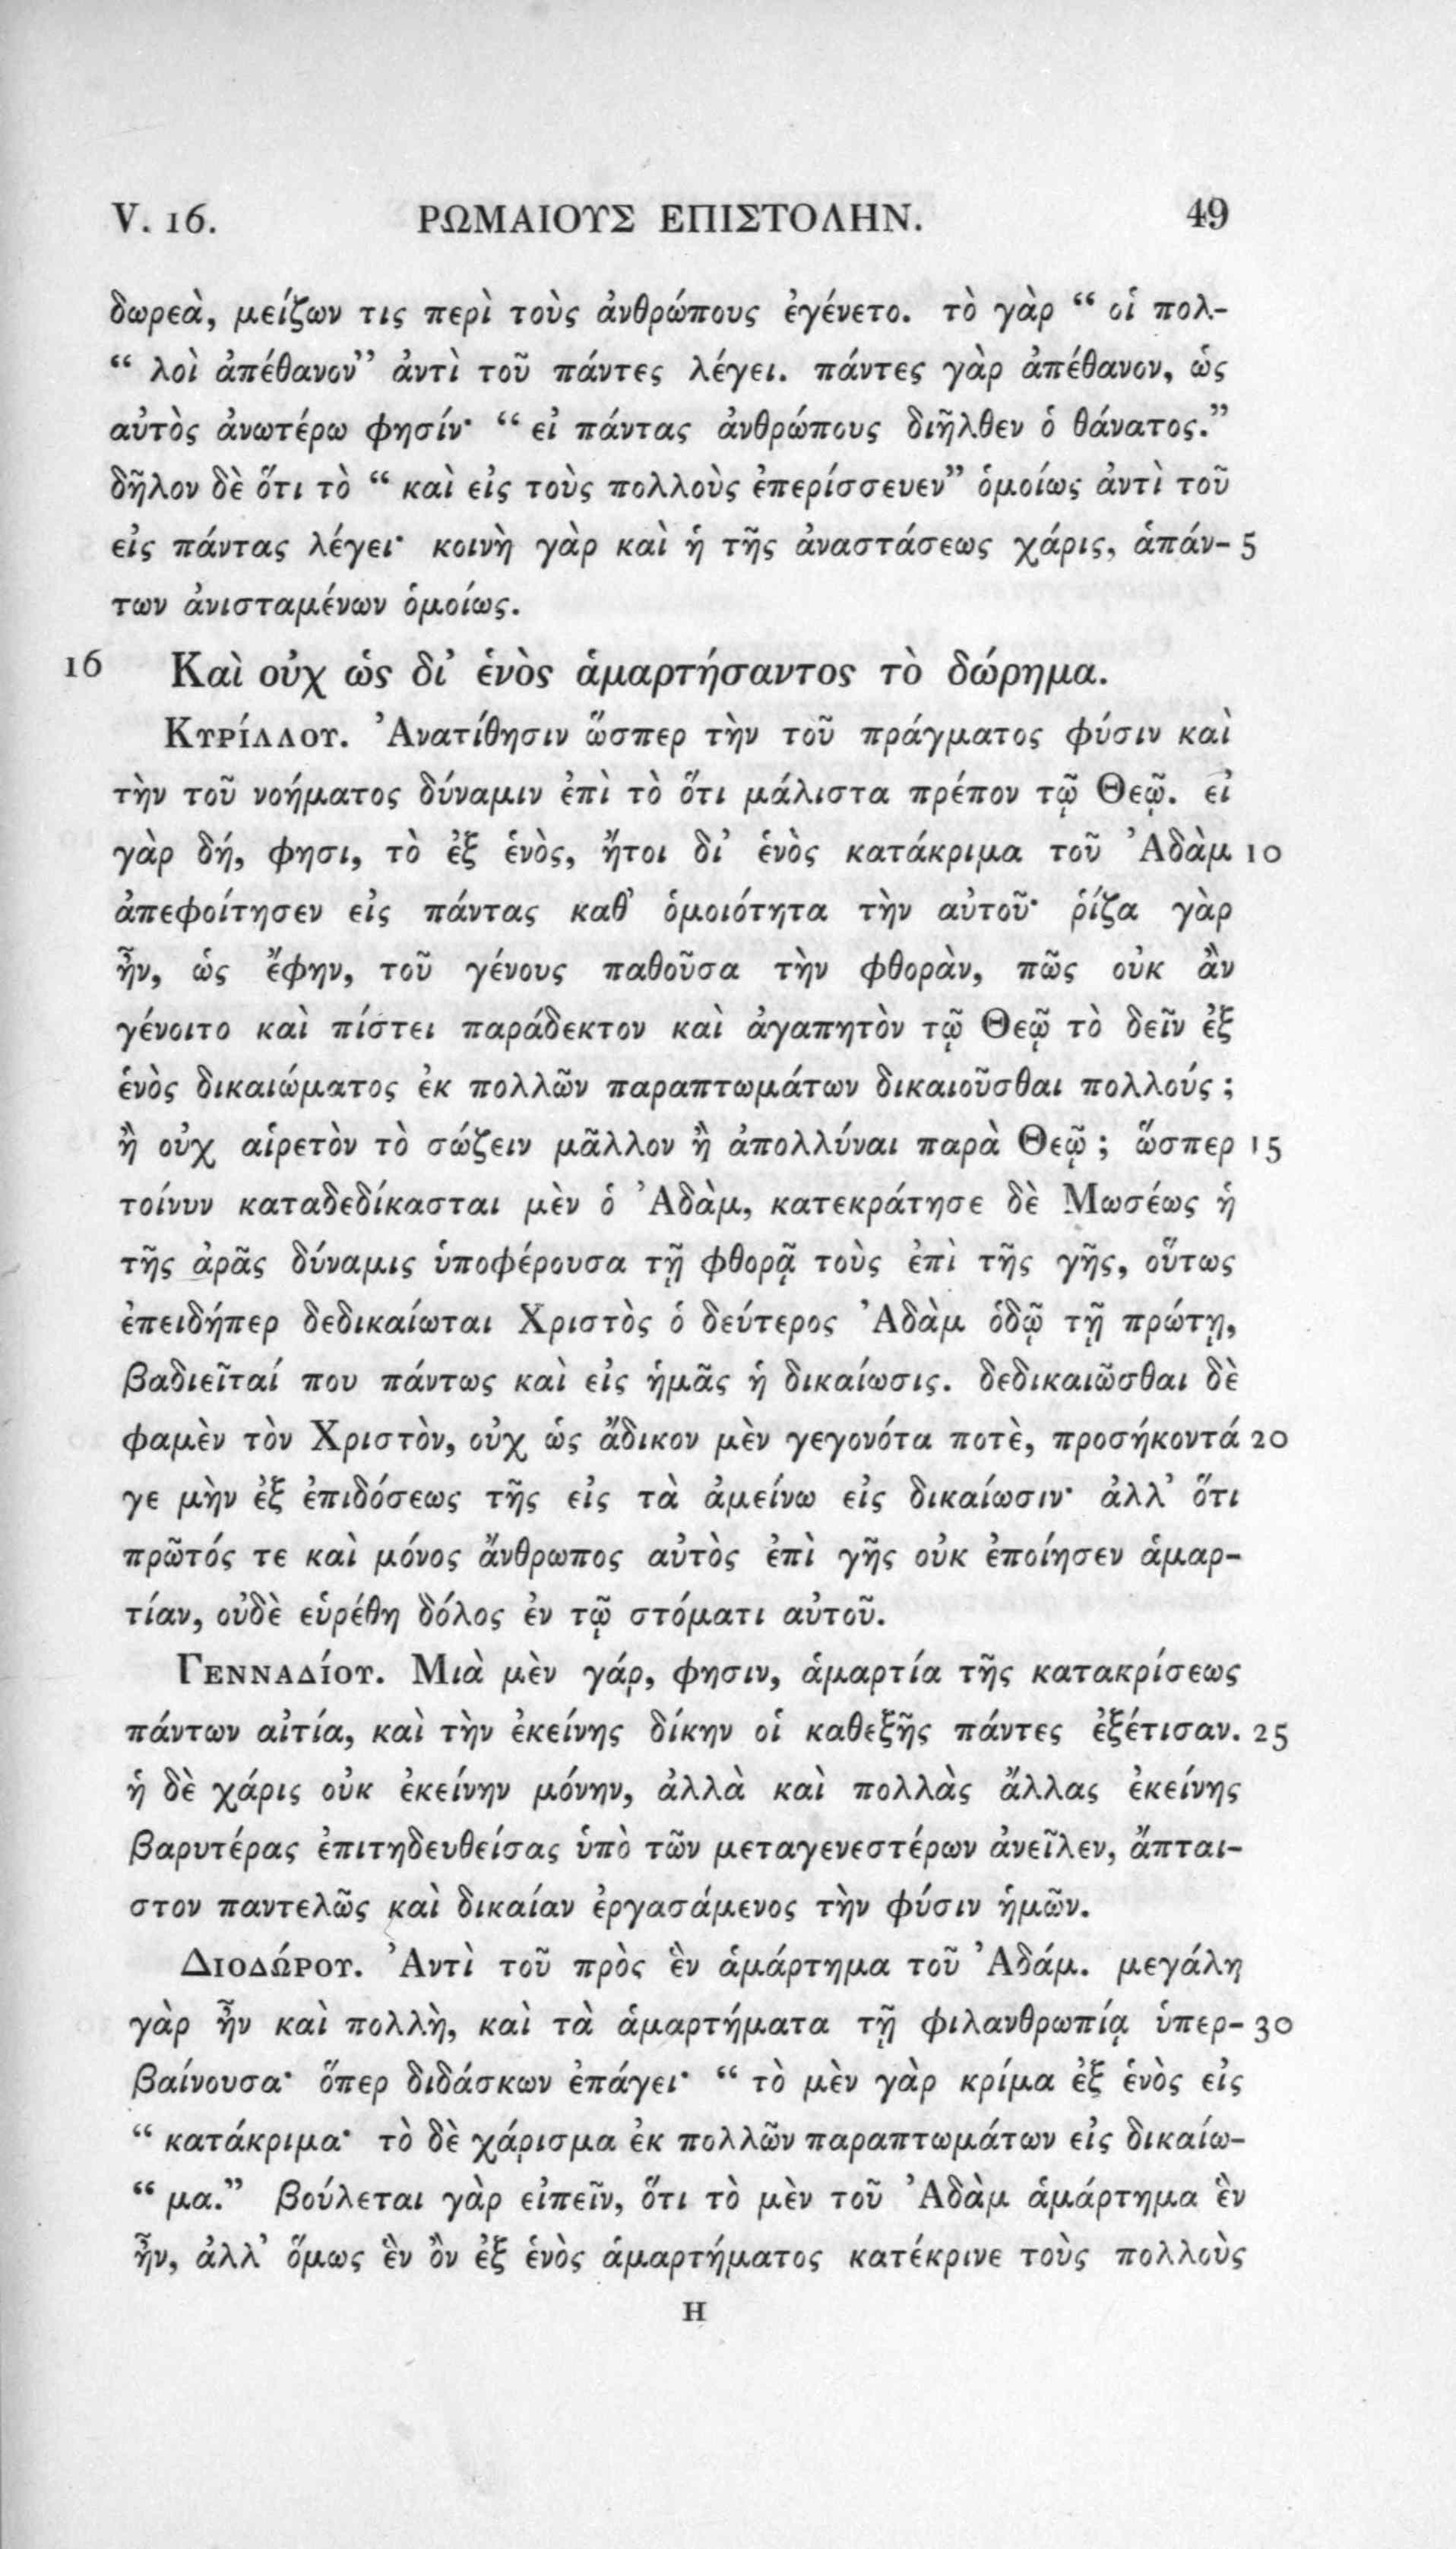 V. 16. ΡΩΜΑΙΟΥΣ ΕΠΙΣΤΟΛΗΝ. 49
δωρεὰ, μείζων τις περὶ τοὺς ἀνθρώπους ἐγένετο. τὸ γὰρ “ οἱ πολ-
“ λοὶ ἀπέθανον” ἀντὶ τοῦ πάντες λέγει. πάντες γὰρ ἀπέθανον, ὡς
αὐτὸς ἀνωτέρω φησίν· “ εἰ πάντας ἀνθρώπους διῆλθεν ὁ θάνατος.”
δῆλον δὲ ὅτι τὸ “ καὶ εἰς τοὺς πολλοὺς ἐπερίσσευεν” ὁμοίως ἀντὶ τοῦ
εἰς πάντας λέγει· κοινὴ γὰρ καὶ ἡ τῆς ἀναστάσεως χάρις, ἁπάν- 5
των ἀνισταμένων ὁμοίως.
16 Καὶ οὐχ ὡς δι’ ἑνὸς ἁμαρτήσαντος τὸ δώρημα.
ΚΥΡΊΛΛΟΥ. Ἀνατίθησιν ὥσπερ τὴν τοῦ πράγματος φύσιν καὶ
τὴν τοῦ νοήματος δύναμιν ἐπὶ τὸ ὅτι μάλιστα πρέπον τῷ Θεῷ. εἰ
γὰρ δή, φησι, τὸ ἐξ ἑνὸς, ἤτοι δι’ ἑνὸς κατάκριμα τοῦ Ἀδὰμ 10
ἀπεφοίτησεν εἰς πάντας καθ’ ὁμοιότητα τὴν αὐτοῦ· ῥίζα γὰρ
ἦν, ὡς ἔφην, τοῦ γένους παθοῦσα τὴν φθορὰν, πῶς οὐκ ἂν
γένοιτο καὶ πίστει παράδεκτον καὶ ἀγαπητὸν τῷ Θεῷ τὸ δεῖν ἐξ
ἑνὸς δικαιώματος ἐκ πολλῶν παραπτωμάτων δικαιοῦσθαι πολλούς ;
ἢ οὐχ αἱρετὸν τὸ σώζειν μᾶλλον ἢ ἀπολλύναι παρὰ Θεῷ ; ὥσπερ 15
τοίνυν καταδεδίκασται μὲν ὁ Ἀδὰμ, κατεκράτησε δὲ Μωσέως ἡ
τῆς ἀρᾶς δύναμις ὑποφέρουσα τῇ φθορᾷ τοὺς ἐπὶ τῆς γῆς, οὕτως
ἐπειδήπερ δεδικαίωται Χριστὸς ὁ δεύτερος Ἀδὰμ ὁδῷ τῇ πρώτῃ,
βαδιεῖταί που πάντως καὶ εἰς ἡμᾶς ἡ δικαίωσις. δεδικαιῶσθαι δὲ
φαμὲν τὸν Χριστὸν, οὐχ ὡς ἄδικον μὲν γεγονότα ποτὲ, προσήκοντά 20
γε μὴν ἐξ ἐπιδόσεως τῆς εἰς τὰ ἀμείνω εἰς δικαίωσιν· ἀλλ’ ὅτι
πρῶτός τε καὶ μόνος ἄνθρωπος αὐτὸς ἐπὶ γῆς οὐκ ἐποίησεν ἁμαρ-
τίαν, οὐδὲ εὑρέθη δόλος ἐν τῷ στόματι αὐτοῦ.
ΓΕΝΝΑΔΊΟΥ. Μιὰ μὲν γάρ, φησιν, ἁμαρτία τῆς κατακρίσεως
πάντων αἰτία, καὶ τὴν ἐκείνης δίκην οἱ καθεξῆς πάντες ἐξέτισαν. 25
ἡ δὲ χάρις οὐκ ἐκείνην μόνην, ἀλλὰ καὶ πολλὰς ἄλλας ἐκείνης
βαρυτέρας ἐπιτηδευθείσας ὑπὸ τῶν μεταγενεστέρων ἀνεῖλεν, ἄπται-
στον παντελῶς καὶ δικαίαν ἐργασάμενος τὴν φύσιν ἡμῶν.
ΔΙΟΔΏΡΟΥ. Ἀντὶ τοῦ πρὸς ἓν ἁμάρτημα τοῦ Ἀδάμ. μεγάλη
γὰρ ἦν καὶ πολλὴ, καὶ τὰ ἁμαρτήματα τῇ φιλανθρωπίᾳ ὑπερ- 30
βαίνουσα· ὅπερ διδάσκων ἐπάγει· “ τὸ μὲν γὰρ κρίμα ἐξ ἑνὸς εἰς
“ κατάκριμα· τὸ δὲ χάρισμα ἐκ πολλῶν παραπτωμάτων εἰς δικαίω-
“ μα.” βούλεται γὰρ εἰπεῖν, ὅτι τὸ μὲν τοῦ Ἀδὰμ ἁμάρτημα ἓν
ἦν, ἀλλ’ ὅμως ἓν ὂν ἐξ ἑνὸς ἁμαρτήματος κατέκρινε τοὺς πολλοὺς
H